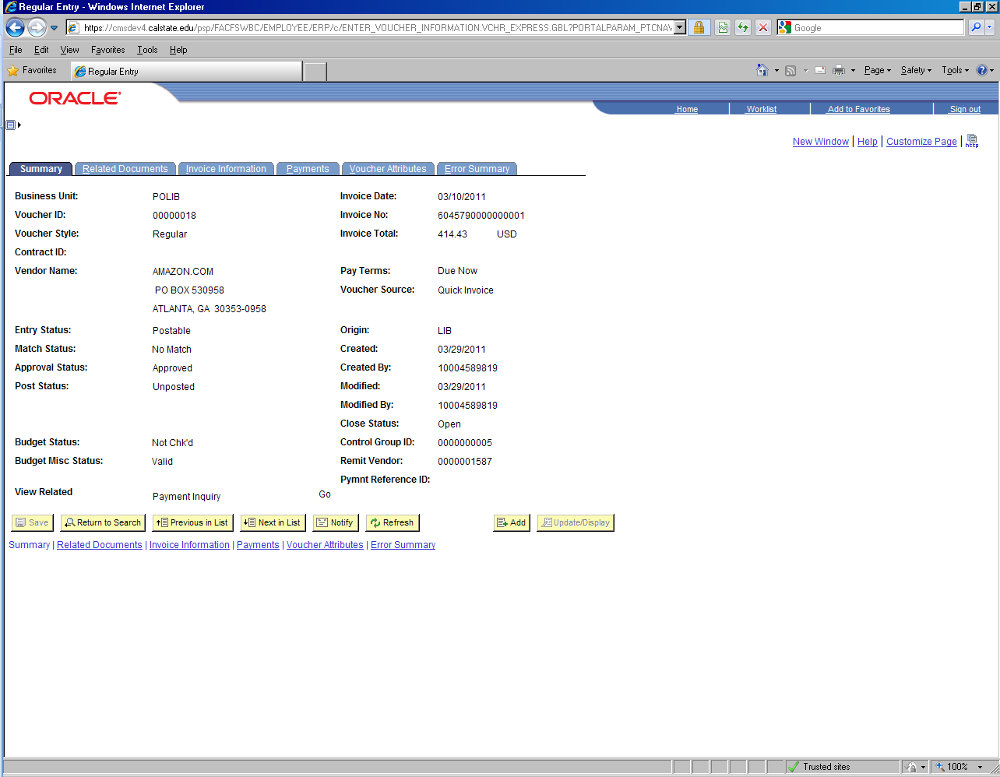 Regular Entry - Windows Internet Explorer
https://cmsdev4.calstate.edu/psp/FACFSWBC/EMPLOYEE/ERP/c/ENTER_VOUCHER_INFORMATION.VCHR_EXPRESS.GBL?PORTALPARAM_PTCNAV
Google
File Edit View Favorites Tools Help
Favorites Regular Entry Page Safety Tools
ORACLE
Home Worklist Add to Favorites Sign out
New Window | Help | Customize Page | http
Summary Related Documents Invoice Information Payments Voucher Attributes Error Summary
Business Unit: POLIB Invoice Date: 03/10/2011
Voucher ID: 00000018 Invoice No: 6045790000000001
Voucher Style: Regular Invoice Total: 414.43 USD
Contract ID:
Vendor Name: AMAZON.COM Pay Terms: Due Now
PO BOX 530958 Voucher Source: Quick Invoice
ATLANTA, GA 30353-0958
Entry Status: Postable Origin: LIB
Match Status: No Match Created: 03/29/2011
Approval Status: Approved Created By: 10004589819
Post Status: Unposted Modified: 03/29/2011
Modified By: 10004589819
Close Status: Open
Budget Status: Not Chk'd Control Group ID: 0000000005
Budget Misc Status: Valid Remit Vendor: 0000001587
Pymnt Reference ID:
View Related Payment Inquiry Go
Save Return to Search Previous in List Next in List Notify Refresh Add Update/Display
Summary | Related Documents | Invoice Information | Payments | Voucher Attributes | Error Summary
Trusted sites 100%